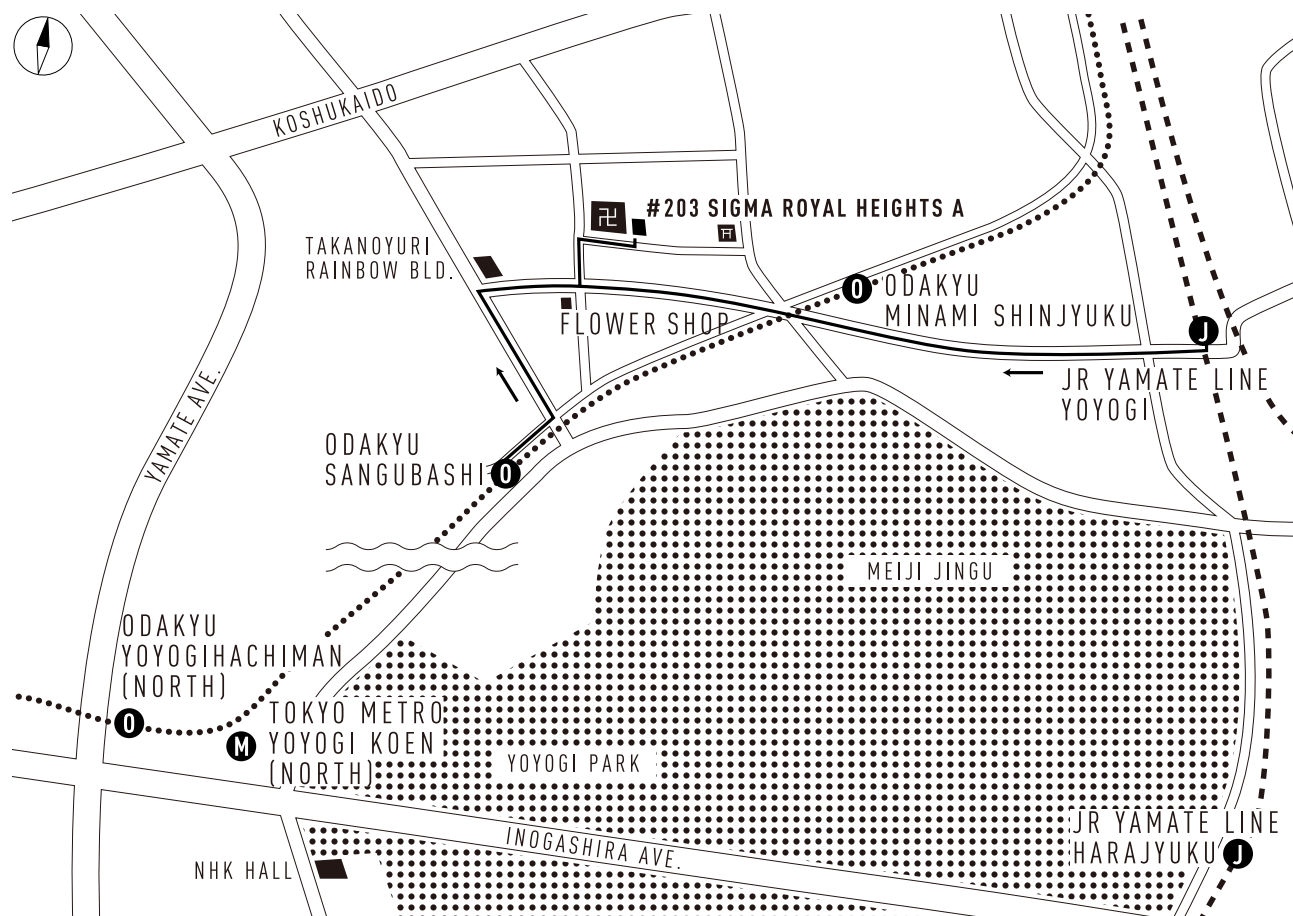 KOSHUKAIDO
卍
#203 SIGMA ROYAL HEIGHTS A
TAKANOYURI
RAINBOW BLD.
FLOWER SHOP
O
ODAKYU
MINAMI SHINJYUKU
J
JR YAMATE LINE
YOYOGI
YAMATE AVE.
ODAKYU
SANGUBASHI
O
MEIJI JINGU
ODAKYU
YOYOGIHACHIMAN
(NORTH)
O
M
TOKYO METRO
YOYOGI KOEN
(NORTH)
YOYOGI PARK
INOGASHIRA AVE.
NHK HALL
JR YAMATE LINE
HARAJYUKU
J